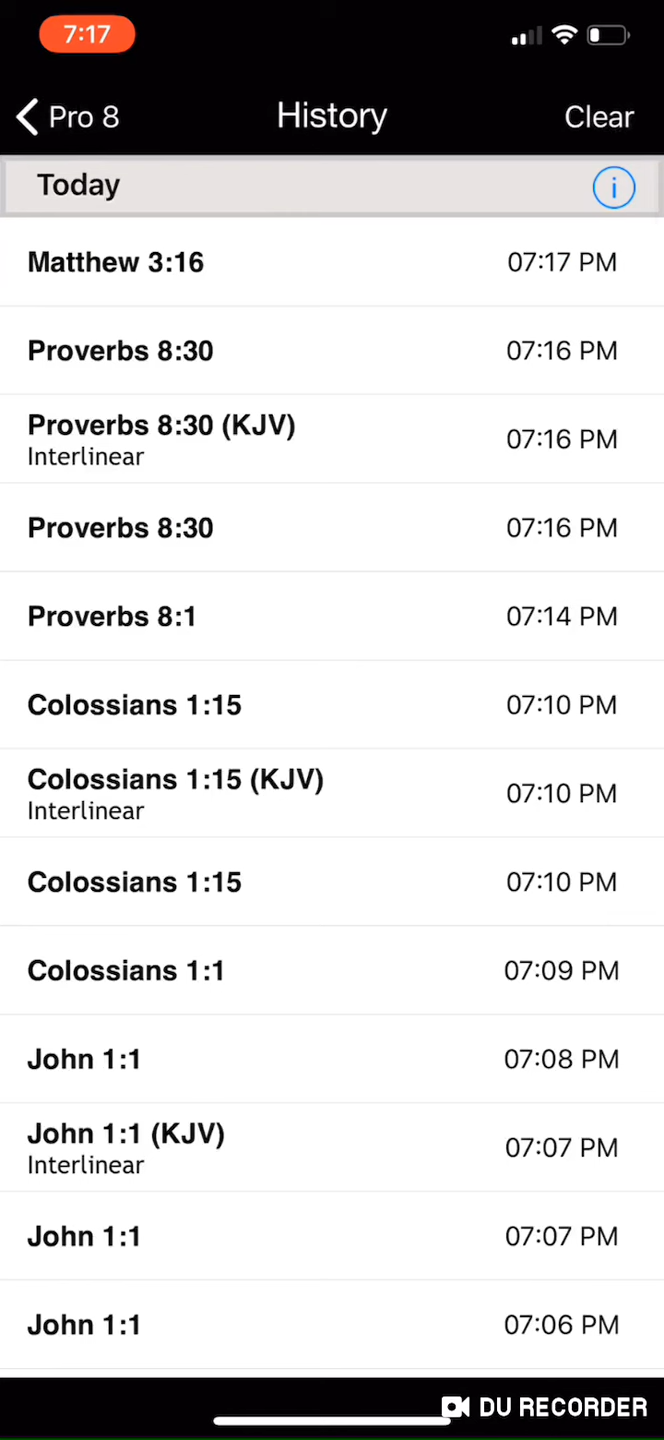 7:17
Pro 8 History Clear
Today
Matthew 3:16 07:17 PM
Proverbs 8:30 07:16 PM
Proverbs 8:30 (KJV) 07:16 PM
Interlinear
Proverbs 8:30 07:16 PM
Proverbs 8:1 07:14 PM
Colossians 1:15 07:10 PM
Colossians 1:15 (KJV) 07:10 PM
Interlinear
Colossians 1:15 07:10 PM
Colossians 1:1 07:09 PM
John 1:1 07:08 PM
John 1:1 (KJV) 07:07 PM
Interlinear
John 1:1 07:07 PM
John 1:1 07:06 PM
DU RECORDER